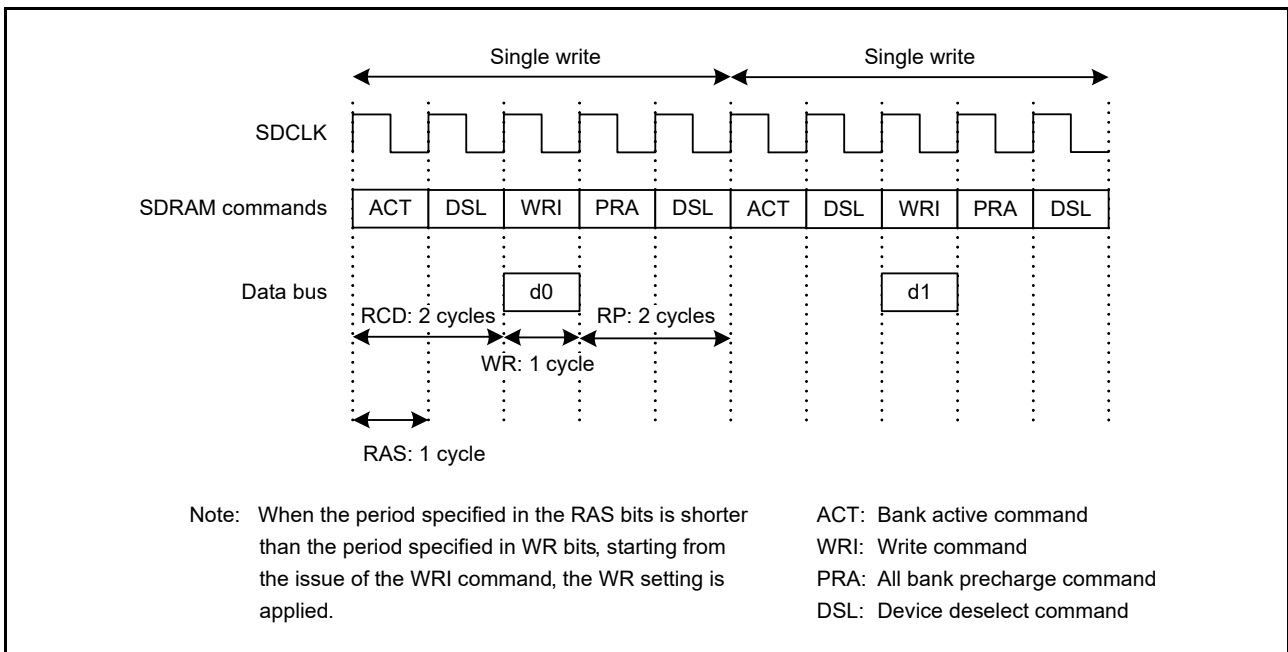 Single write Single write
SDCLK
SDRAM commands ACT DSL WRI PRA DSL ACT DSL WRI PRA DSL
Data bus d0 d1
RCD: 2 cycles RP: 2 cycles
WR: 1 cycle
RAS: 1 cycle
Note: When the period specified in the RAS bits is shorter
than the period specified in WR bits, starting from
the issue of the WRI command, the WR setting is
applied.
ACT: Bank active command
WRI: Write command
PRA: All bank precharge command
DSL: Device deselect command